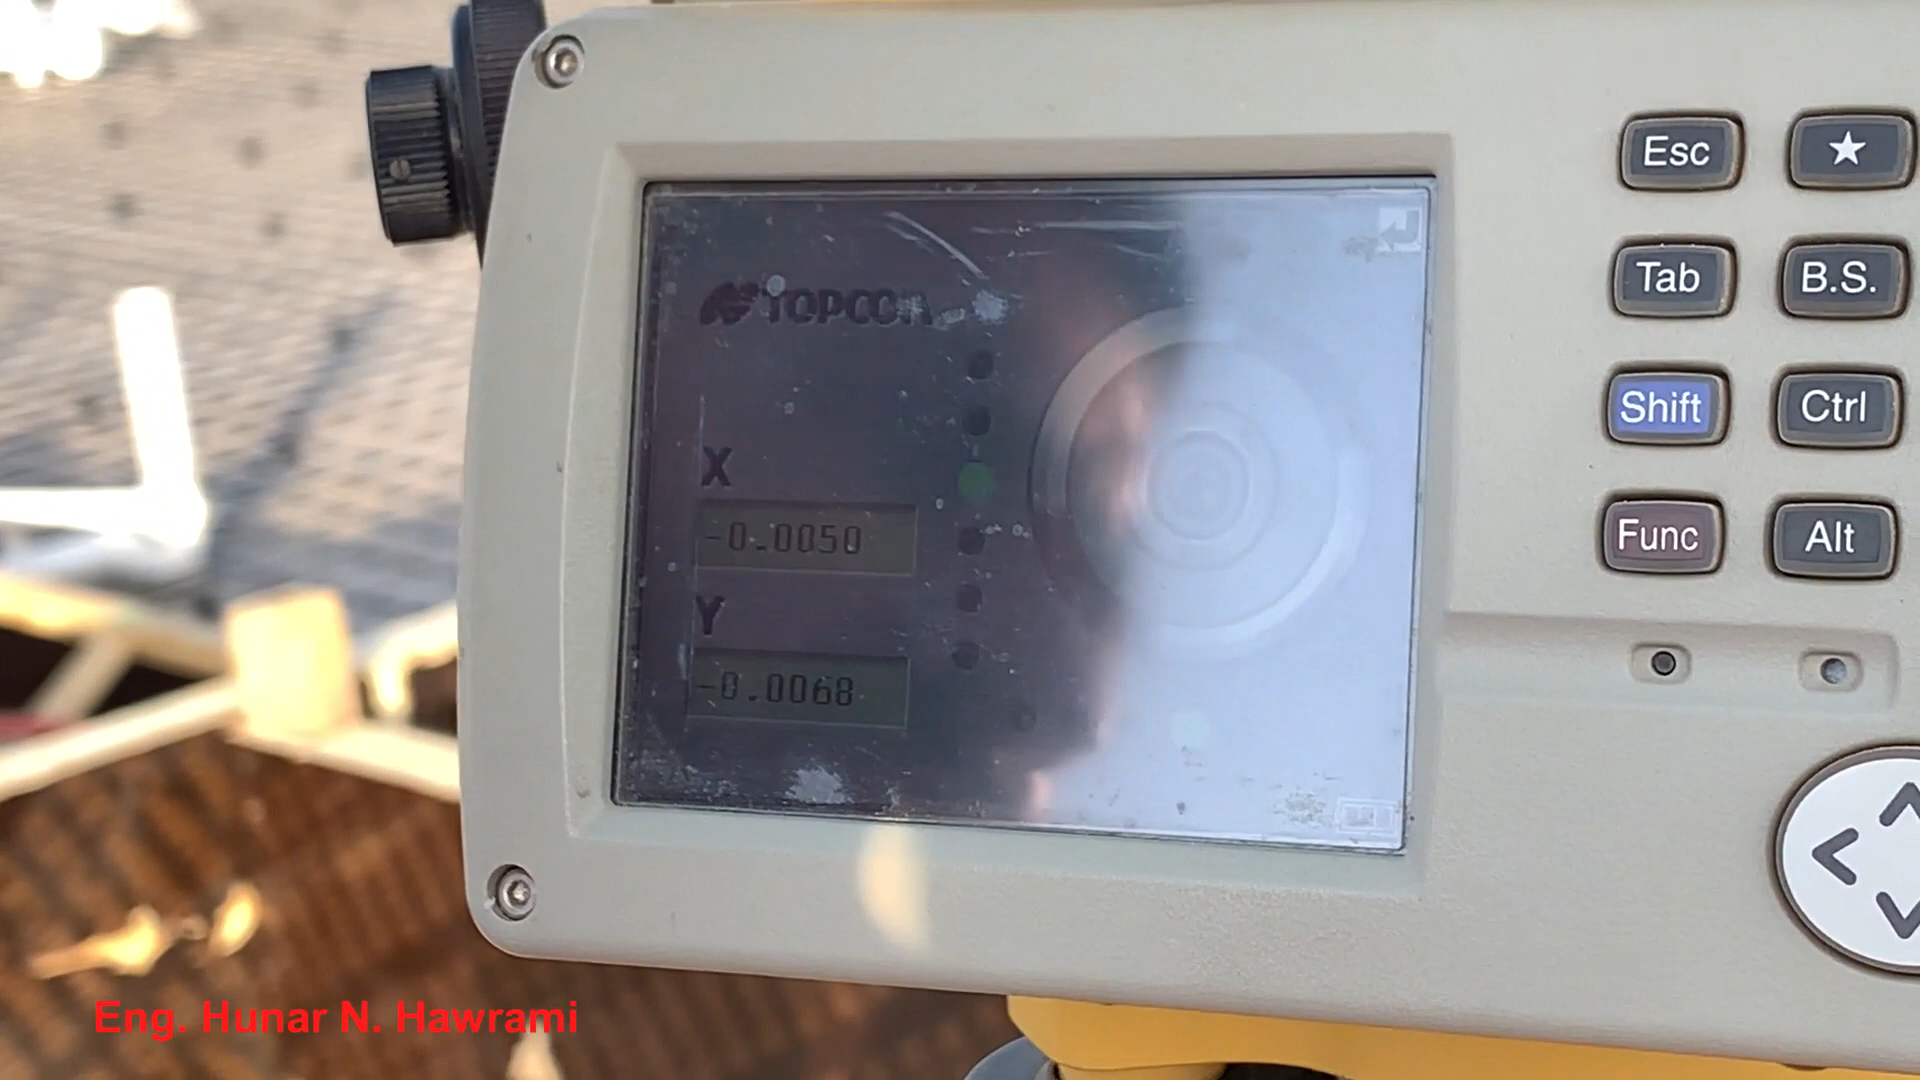 TOPCON
X
-0.0050
Y
-0.0068
Esc
★
Tab
B.S.
Shift
Ctrl
Func
Alt
Eng. Hunar N. Hawrami